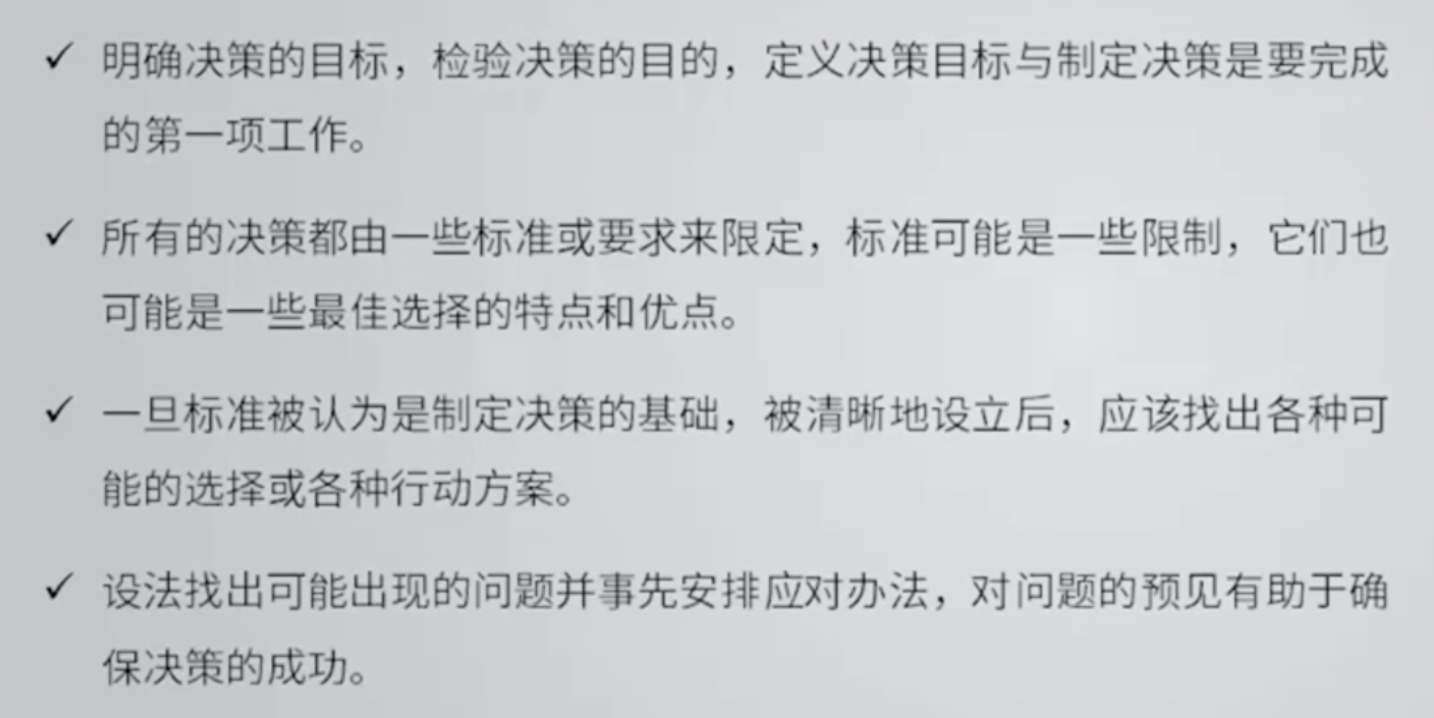 ✓ 明确决策的目标，检验决策的目的，定义决策目标与制定决策是要完成
的第一项工作。
✓ 所有的决策都由一些标准或要求来限定，标准可能是一些限制，它们也
可能是一些最佳选择的特点和优点。
✓ 一旦标准被认为是制定决策的基础，被清晰地设立后，应该找出各种可
能的选择或各种行动方案。
✓ 设法找出可能出现的问题并事先安排应对办法，对问题的预见有助于确
保决策的成功。